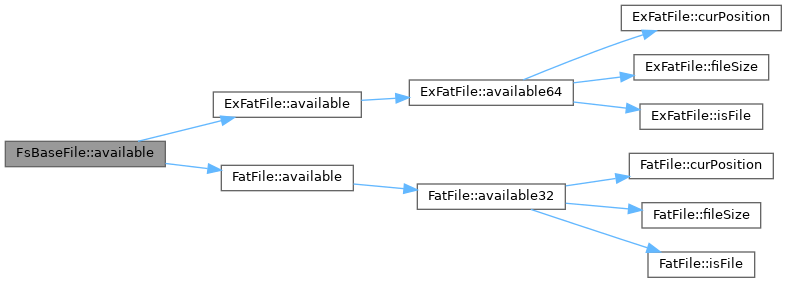 ExFatFile::curPosition
ExFatFile::fileSize
ExFatFile::available64
ExFatFile::available
ExFatFile::isFile
FsBaseFile::available
FatFile::curPosition
FatFile::available
FatFile::available32
FatFile::fileSize
FatFile::isFile